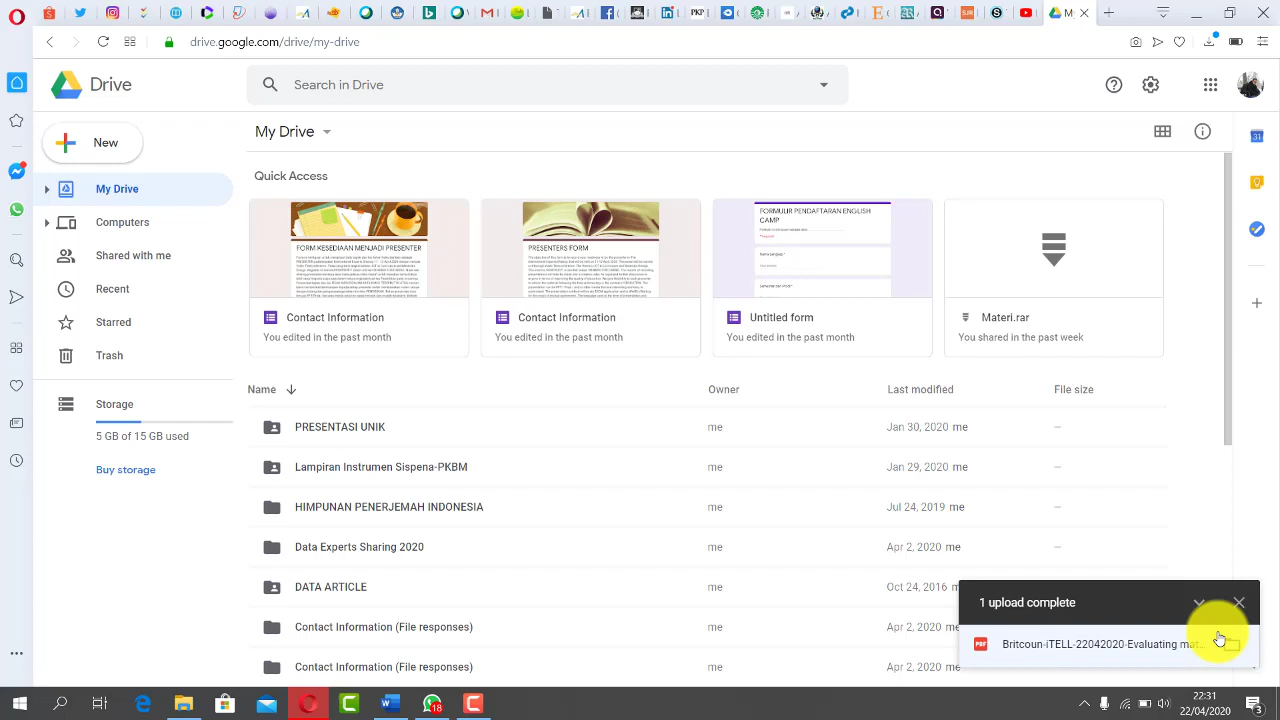 M
drive.google.com/drive/my-drive
Drive
Search in Drive
New
My Drive
Computers
Shared with me
Recent
Starred
Trash
Storage
5 GB of 15 GB used
Buy storage
My Drive
Quick Access
FORM KESEDIAAN MENJADI PRESENTER
Contact Information
You edited in the past month
PRESENTERS FORM
Contact Information
You edited in the past month
FORMULIR PENDAFTARAN ENGLISH
CAMP
Untitled form
You edited in the past month
Materi.rar
You shared in the past week
Name Owner Last modified File size
PRESENTASI UNIK me Jan 30, 2020 me –
Lampiran Instrumen Sispena-PKBM me Jan 29, 2020 me –
HIMPUNAN PENERJEMAH INDONESIA me Jul 24, 2019 me –
Data Experts Sharing 2020 me Apr 2, 2020 me –
DATA ARTICLE me Oct 24, 2016 m
Contact Information (File responses) me Apr 2, 2020 m
Contact Information (File responses) me Apr 2, 2020 m
1 upload complete
PDF Britcoun-iTELL-22042020-Evaluating mat...
31
18
22:31
22/04/2020
3